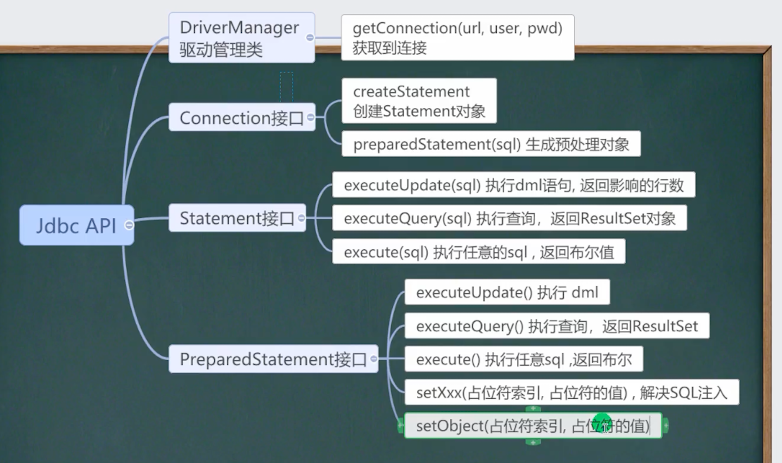 DriverManager
驱动管理类
getConnection(url, user, pwd)
获取到连接
Connection接口
createStatement
创建Statement对象
preparedStatement(sql) 生成预处理对象
Jdbc API
Statement接口
executeUpdate(sql) 执行dml语句, 返回影响的行数
executeQuery(sql) 执行查询，返回ResultSet对象
execute(sql) 执行任意的sql , 返回布尔值
PreparedStatement接口
executeUpdate() 执行 dml
executeQuery() 执行查询，返回ResultSet
execute() 执行任意sql ,返回布尔
setXxx(占位符索引, 占位符的值) , 解决SQL注入
setObject(占位符索引, 占位符的值)